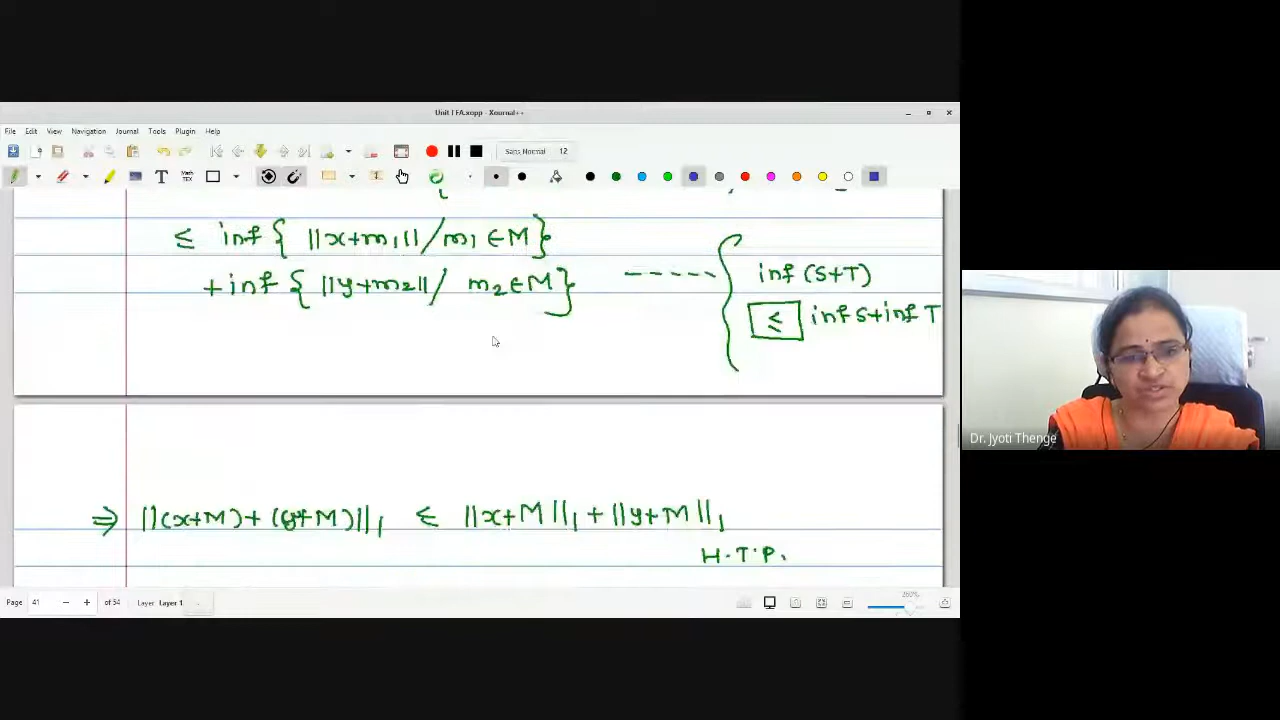 Unit I FA.xopp - Xournal++
File Edit View Navigation Journal Tools Plugin Help
Sans Normal 12
≤ inf { ||x+m₁|| / m₁ ∈ M }
+ inf { ||y+m₂|| / m₂ ∈ M }
inf (S+T)
≤ inf S + inf T
⇒ ||(x+M) + (y+M)||₁ ≤ ||x+M||₁ + ||y+M||₁
H.T.P.
Page 41 of 54 Layer Layer 1
Dr. Jyoti Thenge